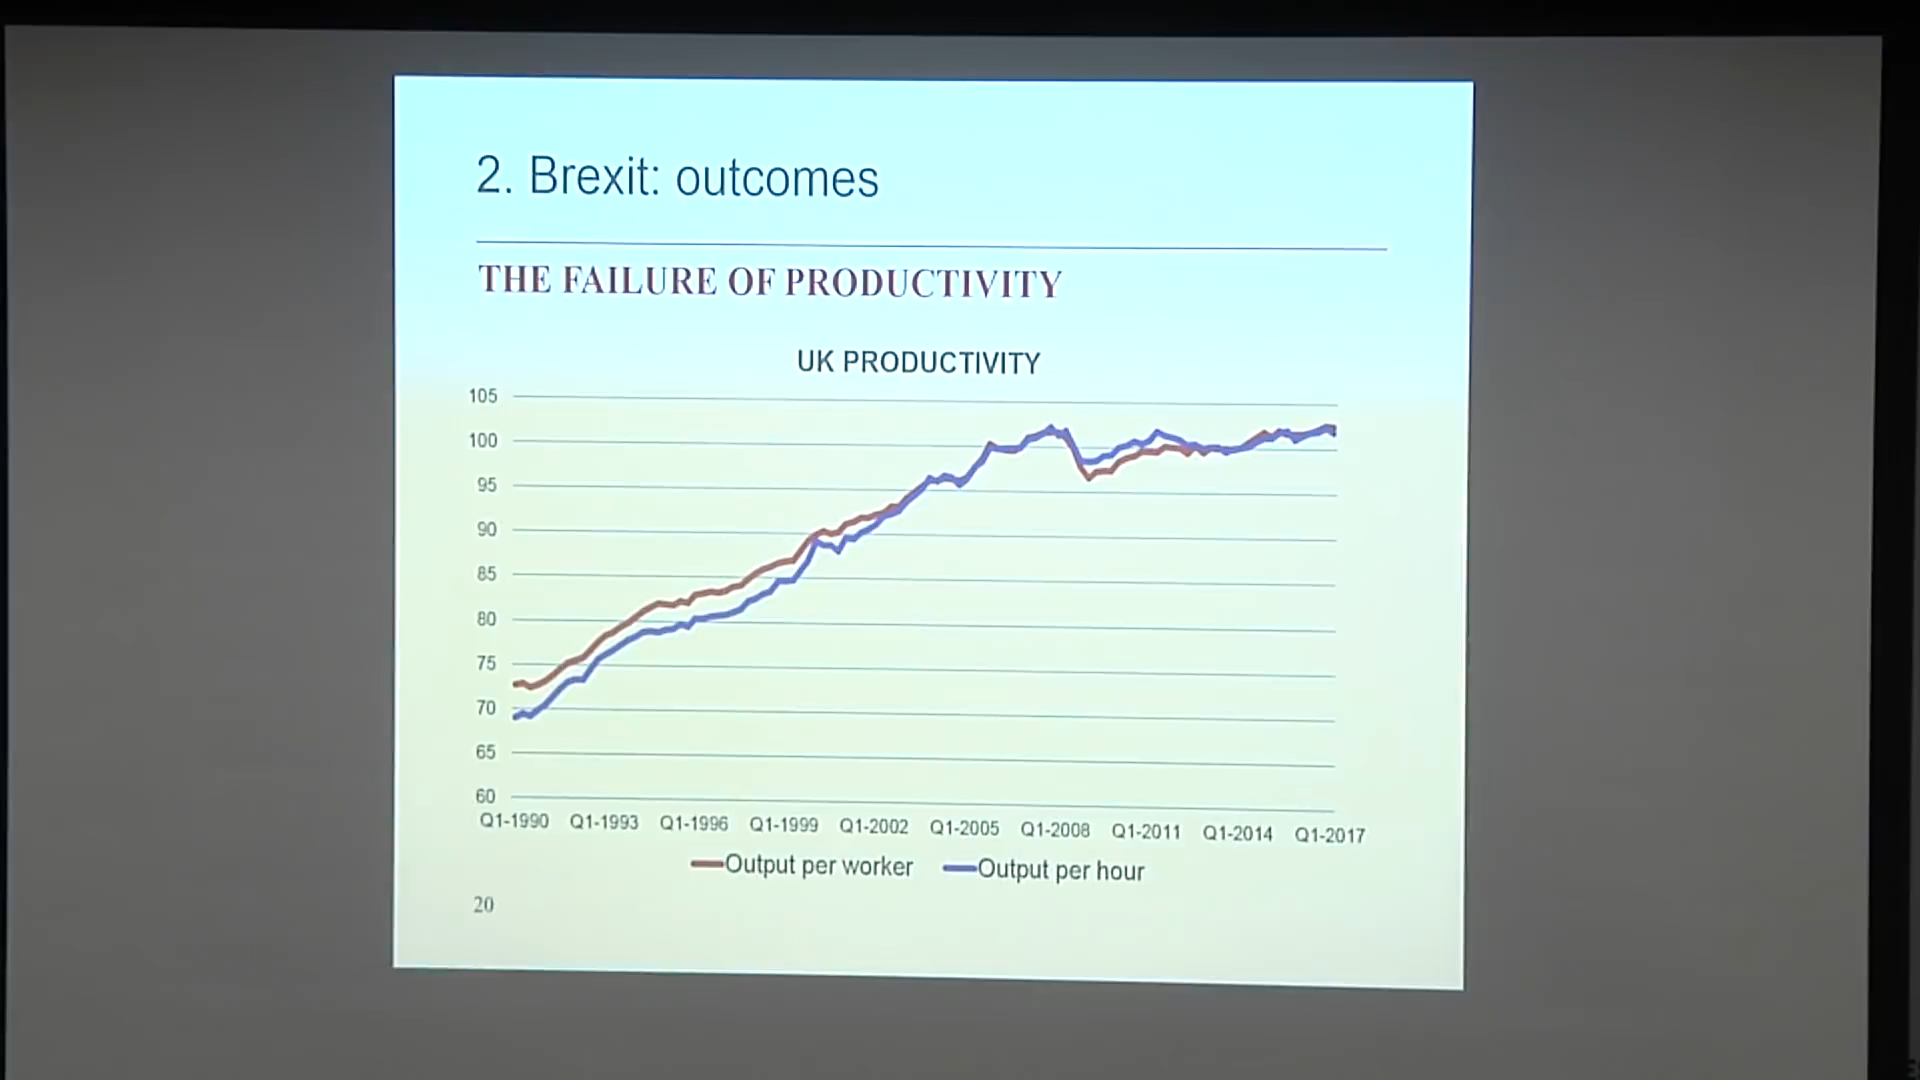 2. Brexit: outcomes
THE FAILURE OF PRODUCTIVITY
UK PRODUCTIVITY
105
100
95
90
85
80
75
70
65
60
Q1-1990 Q1-1993 Q1-1996 Q1-1999 Q1-2002 Q1-2005 Q1-2008 Q1-2011 Q1-2014 Q1-2017
Output per worker Output per hour
20